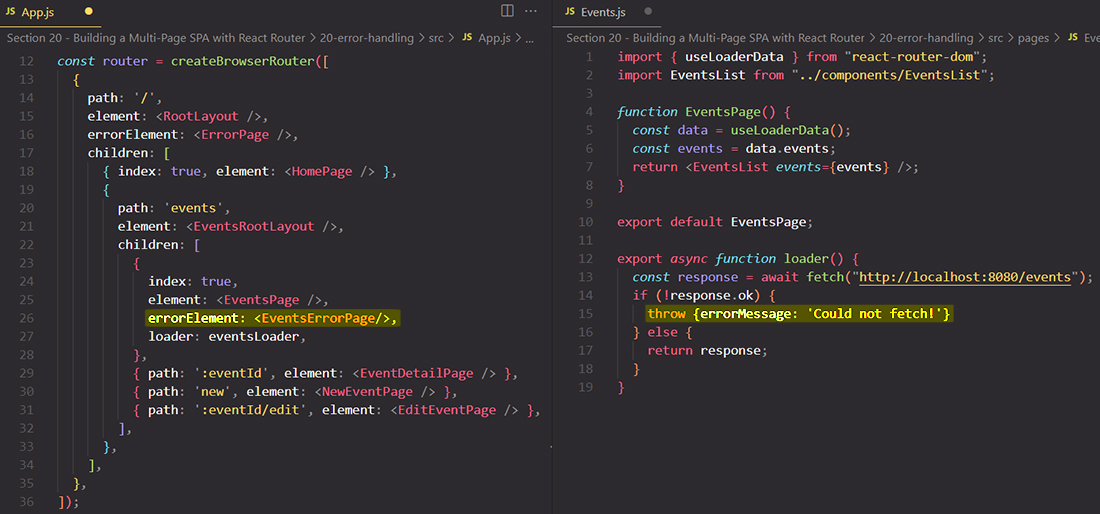 JS App.js
Section 20 - Building a Multi-Page SPA with React Router > 20-error-handling > src > JS App.js > ...
12 const router = createBrowserRouter([
13 {
14 path: '/',
15 element: <RootLayout />,
16 errorElement: <ErrorPage />,
17 children: [
18 { index: true, element: <HomePage /> },
19 {
20 path: 'events',
21 element: <EventsRootLayout />,
22 children: [
23 {
24 index: true,
25 element: <EventsPage />,
26 errorElement: <EventsErrorPage/>,
27 loader: eventsLoader,
28 },
29 { path: ':eventId', element: <EventDetailPage /> },
30 { path: 'new', element: <NewEventPage /> },
31 { path: ':eventId/edit', element: <EditEventPage /> },
32 ],
33 },
34 ],
35 },
36 ]);
JS Events.js
Section 20 - Building a Multi-Page SPA with React Router > 20-error-handling > src > pages > JS Eve
1 import { useLoaderData } from "react-router-dom";
2 import EventsList from "../components/EventsList";
3
4 function EventsPage() {
5 const data = useLoaderData();
6 const events = data.events;
7 return <EventsList events={events} />;
8 }
9
10 export default EventsPage;
11
12 export async function loader() {
13 const response = await fetch("http://localhost:8080/events");
14 if (!response.ok) {
15 throw {errorMessage: 'Could not fetch!'}
16 } else {
17 return response;
18 }
19 }